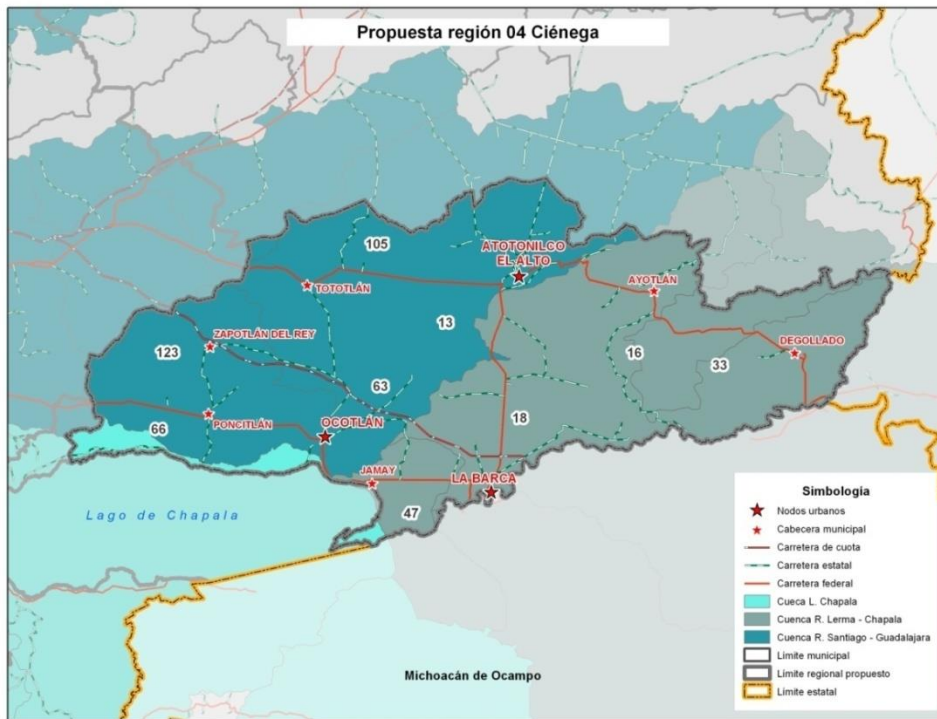 Propuesta región 04 Ciénega
105
ATOTONILCO
EL ALTO
TOTOTLÁN
AYOTLÁN
13
ZAPOTLÁN DEL REY
123
16
DEGOLLADO
33
63
PONCITLÁN
66
OCOTLÁN
18
JAMAY
LA BARCA
47
Lago de Chapala
Michoacán de Ocampo
Simbologia
Nodos urbanos
Cabecera municipal
Carretera de cuota
Carretera estatal
Carretera federal
Cueca L. Chapala
Cuenca R. Lerma - Chapala
Cuenca R. Santiago - Guadalajara
Límite municipal
Límite regional propuesto
Límite estatal